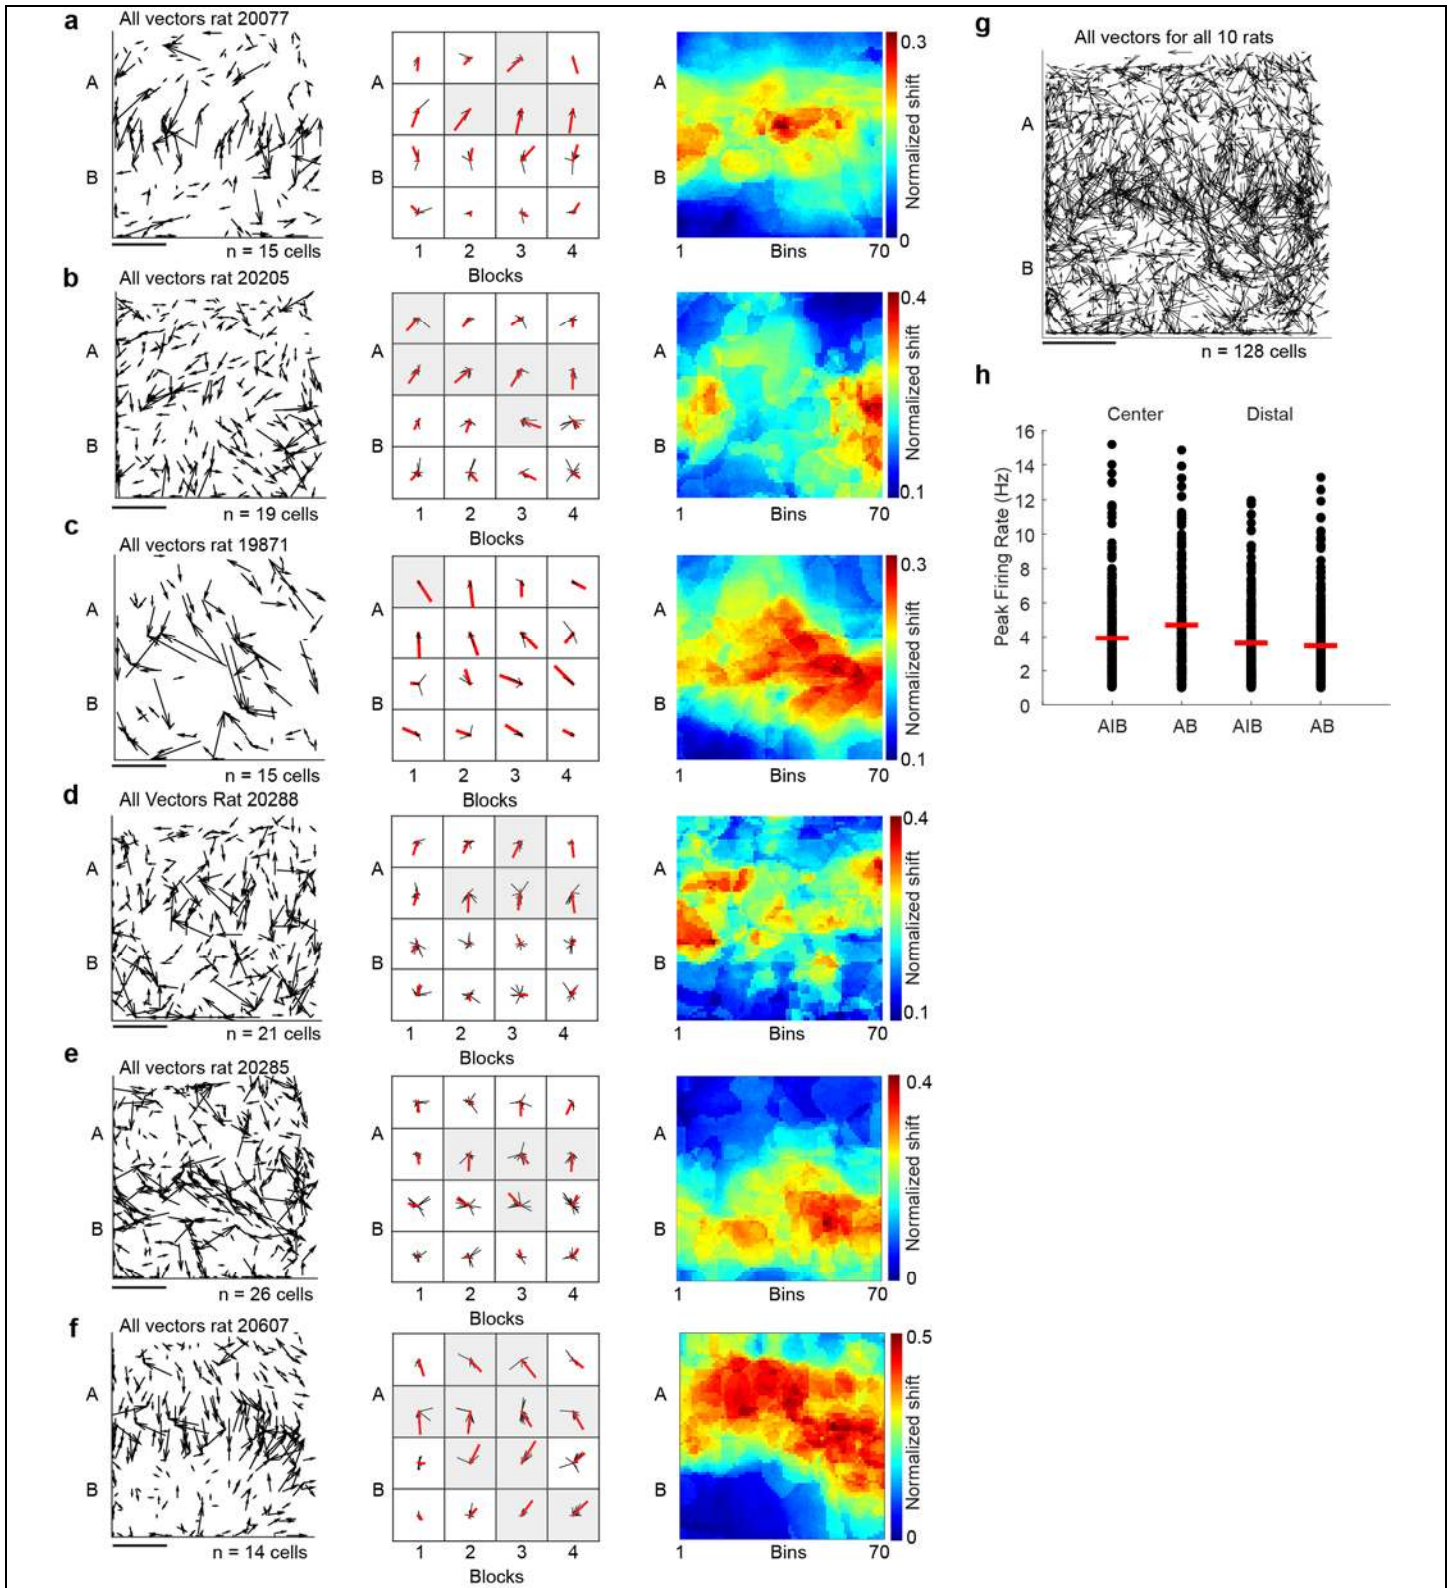 a
All vectors rat 20077
A
B
n = 15 cells
A
B
1 2 3 4
Blocks
A
B
1 Bins 70
0.3
Normalized shift
0
b
All vectors rat 20205
A
B
n = 19 cells
A
B
1 2 3 4
Blocks
A
B
1 Bins 70
0.4
Normalized shift
0.1
c
All vectors rat 19871
A
B
n = 15 cells
A
B
1 2 3 4
Blocks
A
B
1 Bins 70
0.3
Normalized shift
0.1
d
All Vectors Rat 20288
A
B
n = 21 cells
A
B
1 2 3 4
Blocks
A
B
1 Bins 70
0.4
Normalized shift
0.1
e
All vectors rat 20285
A
B
n = 26 cells
A
B
1 2 3 4
Blocks
A
B
1 Bins 70
0.4
Normalized shift
0
f
All vectors rat 20607
A
B
n = 14 cells
A
B
1 2 3 4
Blocks
A
B
1 Bins 70
0.5
Normalized shift
0
g
All vectors for all 10 rats
A
B
n = 128 cells
h
Center Distal
Peak Firing Rate (Hz)
16
14
12
10
8
6
4
2
0
AIB AB AIB AB